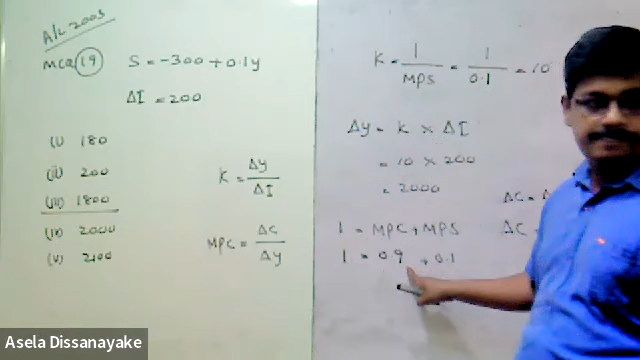 A/L 2003
MCQ 19 S = -300 + 0.1y
ΔI = 200
(i) 180
(ii) 200
(iii) 1800
(iv) 2000
(v) 2100
K = Δy / ΔI
MPC = ΔC / Δy
K = 1 / MPS = 1 / 0.1 = 10
Δy = K × ΔI
= 10 × 200
= 2000
1 = MPC + MPS
1 = 0.9 + 0.1
ΔC =
ΔC =
Asela Dissanayake